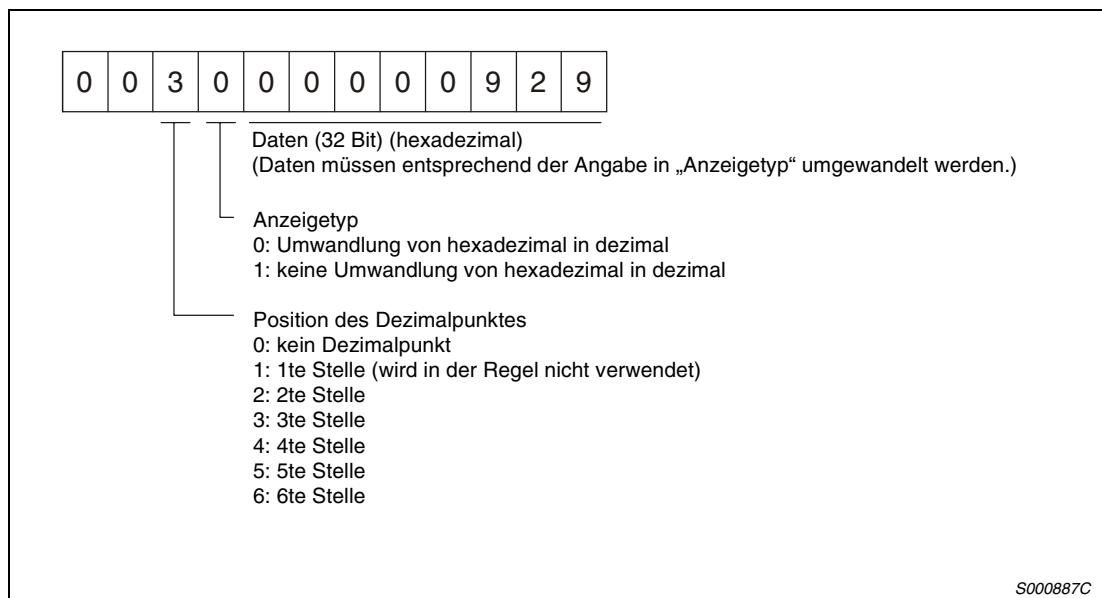 0 0 3 0 0 0 0 0 0 9 2 9
Daten (32 Bit) (hexadezimal)
(Daten müssen entsprechend der Angabe in „Anzeigetyp“ umgewandelt werden.)
Anzeigetyp
0: Umwandlung von hexadezimal in dezimal
1: keine Umwandlung von hexadezimal in dezimal
Position des Dezimalpunktes
0: kein Dezimalpunkt
1: 1te Stelle (wird in der Regel nicht verwendet)
2: 2te Stelle
3: 3te Stelle
4: 4te Stelle
5: 5te Stelle
6: 6te Stelle
S000887C